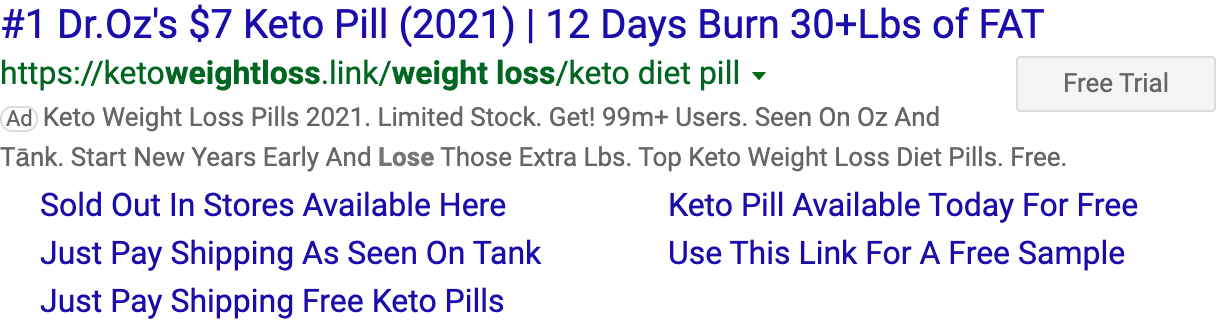 #1 Dr.Oz's $7 Keto Pill (2021) | 12 Days Burn 30+Lbs of FAT
https://ketoweightloss.link/weight loss/keto diet pill
Free Trial
Ad Keto Weight Loss Pills 2021. Limited Stock. Get! 99m+ Users. Seen On Oz And
Tānk. Start New Years Early And Lose Those Extra Lbs. Top Keto Weight Loss Diet Pills. Free.
Sold Out In Stores Available Here
Keto Pill Available Today For Free
Just Pay Shipping As Seen On Tank
Use This Link For A Free Sample
Just Pay Shipping Free Keto Pills